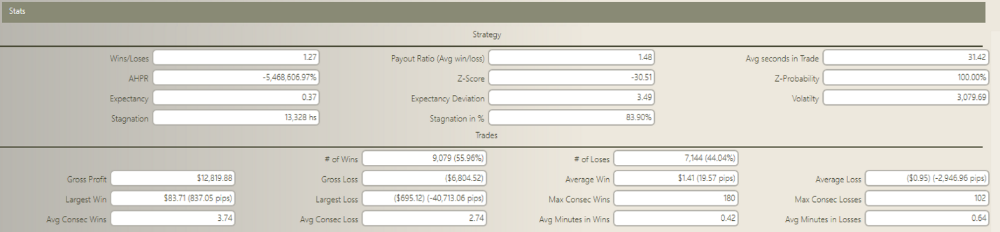 Stats
Strategy
Wins/Loses 1.27 Payout Ratio (Avg win/loss) 1.48 Avg seconds in Trade 31.42
AHPR -5,468,606.97% Z-Score -30.51 Z-Probability 100.00%
Expectancy 0.37 Expectancy Deviation 3.49 Volatilty 3,079.69
Stagnation 13,328 hs Stagnation in % 83.90%
Trades
# of Wins 9,079 (55.96%) # of Loses 7,144 (44.04%)
Gross Profit $12,819.88 Gross Loss ($6,804.52) Average Win $1.41 (19.57 pips) Average Loss ($0.95) (-2,946.96 pips)
Largest Win $83.71 (837.05 pips) Largest Loss ($695.12) (-40,713.06 pips) Max Consec Wins 180 Max Consec Losses 102
Avg Consec Wins 3.74 Avg Consec Loss 2.74 Avg Minutes in Wins 0.42 Avg Minutes in Losses 0.64